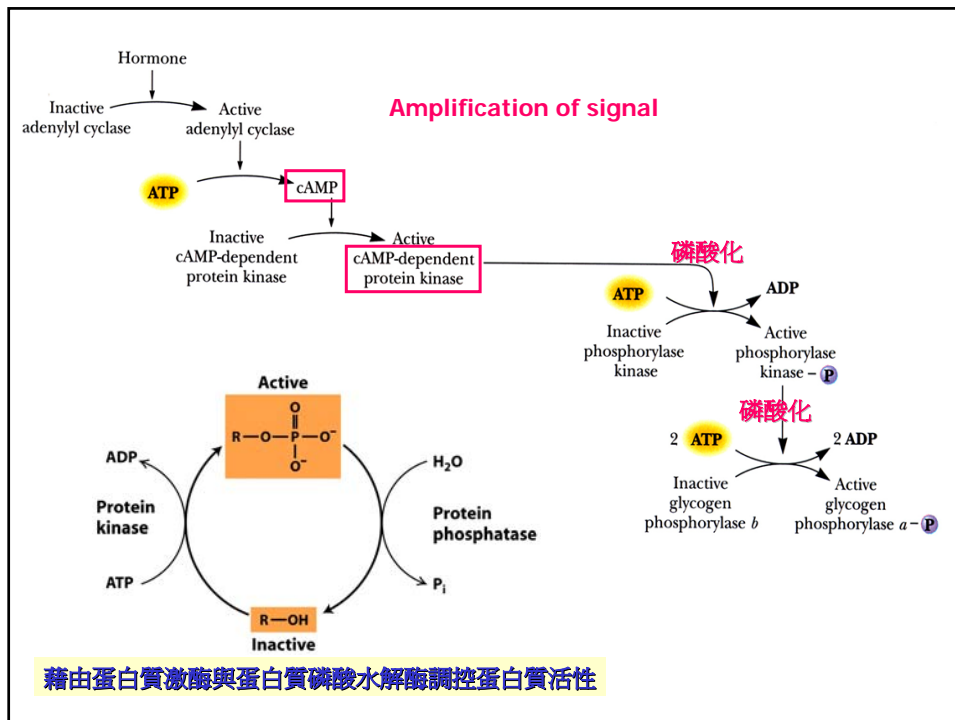 Hormone
Inactive
adenylyl cyclase
Active
adenylyl cyclase
Amplification of signal
ATP
cAMP
Inactive
cAMP-dependent
protein kinase
Active
cAMP-dependent
protein kinase
磷酸化
ATP
ADP
Inactive
phosphorylase
kinase
Active
phosphorylase
kinase – P
磷酸化
2 ATP
2 ADP
Inactive
glycogen
phosphorylase b
Active
glycogen
phosphorylase a – P
Active
O
R—O—P—O⁻
O⁻
ADP
H₂O
Protein
kinase
Protein
phosphatase
ATP
Pᵢ
R—OH
Inactive
藉由蛋白質激酶與蛋白質磷酸水解酶調控蛋白質活性